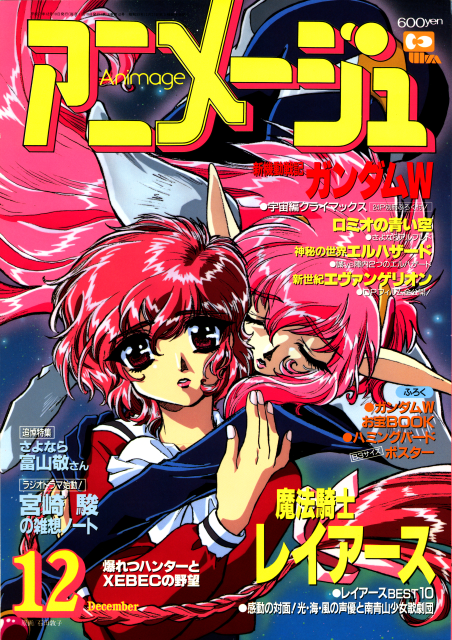 600yen
アニメージュ
Animage
ガンダムW
●宇宙編クライマックス
ロミオの青い空
神秘の世界エルハザード
新世紀エヴァンゲリオン
ふろく
●ガンダムW
お宝BOOK
●ハミングバード
ポスター
追悼特集
さよなら
富山敬さん
ラジオドラマ始動!
宮崎 駿
の雑想ノート
魔法騎士
レイアース
●レイアースBEST10
●感動の対面/光・海・風の声優と南青山少女歌劇団
爆れつハンターと
XEBECの野望
12
December